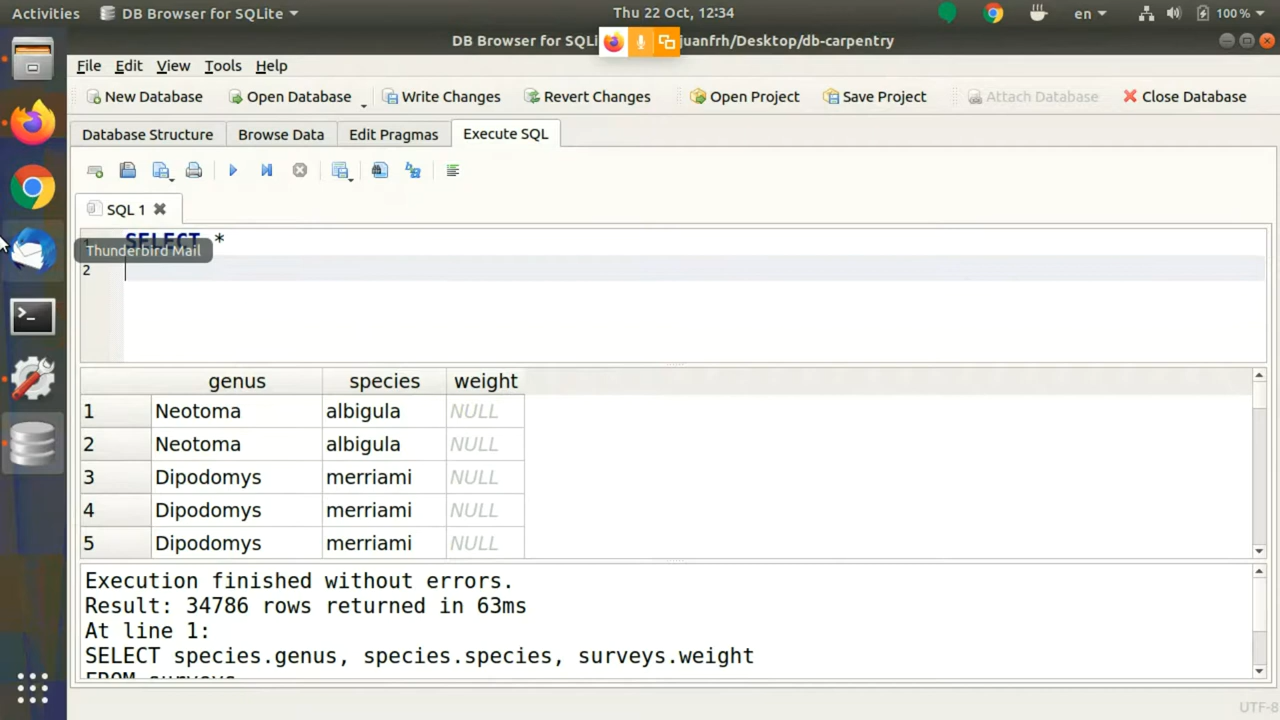 Activities DB Browser for SQLite Thu 22 Oct, 12:34 en 100 %
DB Browser for SQLi juanfrh/Desktop/db-carpentry
File Edit View Tools Help
New Database Open Database Write Changes Revert Changes Open Project Save Project Attach Database Close Database
Database Structure Browse Data Edit Pragmas Execute SQL
SQL 1
SELECT *
Thunderbird Mail
2
genus species weight
1 Neotoma albigula NULL
2 Neotoma albigula NULL
3 Dipodomys merriami NULL
4 Dipodomys merriami NULL
5 Dipodomys merriami NULL
Execution finished without errors.
Result: 34786 rows returned in 63ms
At line 1:
SELECT species.genus, species.species, surveys.weight
FROM surveys
UTF-8